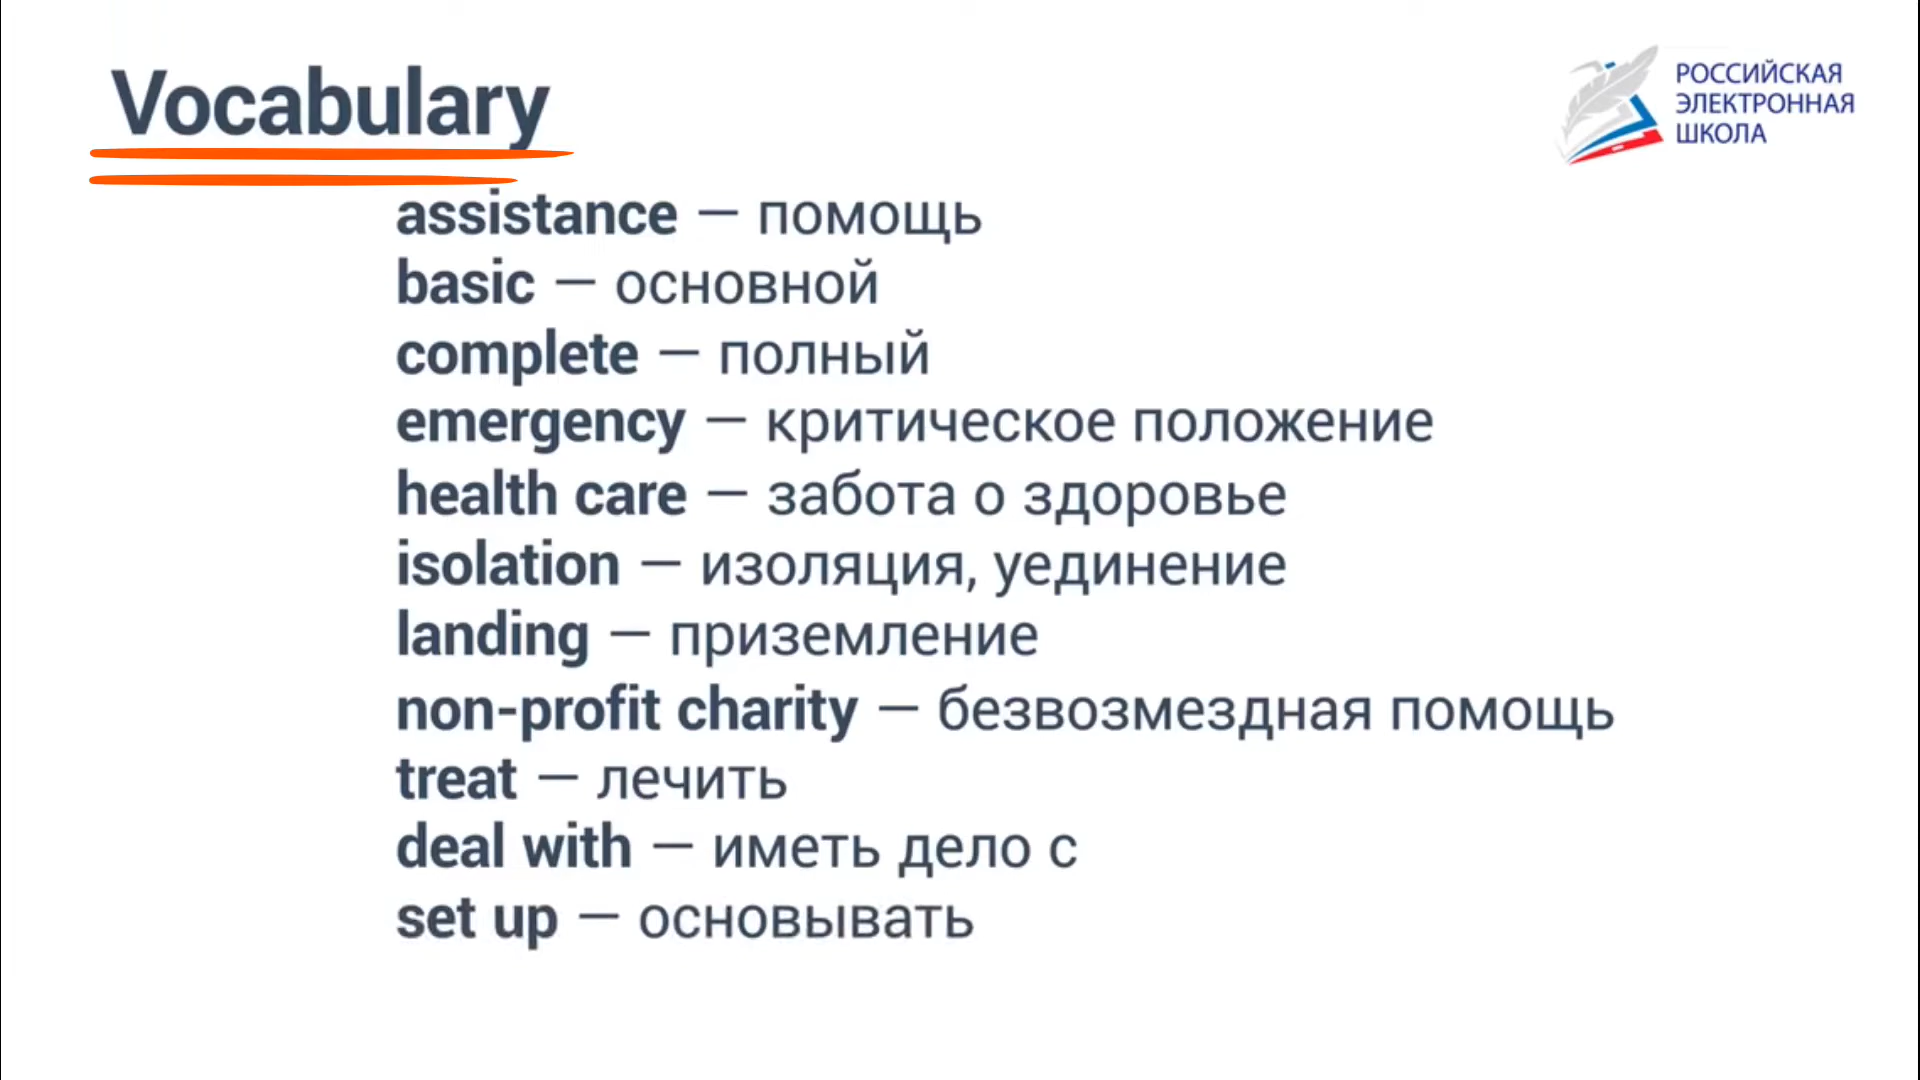 Vocabulary
РОССИЙСКАЯ
ЭЛЕКТРОННАЯ
ШКОЛА
assistance — помощь
basic — основной
complete — полный
emergency — критическое положение
health care — забота о здоровье
isolation — изоляция, уединение
landing — приземление
non-profit charity — безвозмездная помощь
treat — лечить
deal with — иметь дело с
set up — основывать